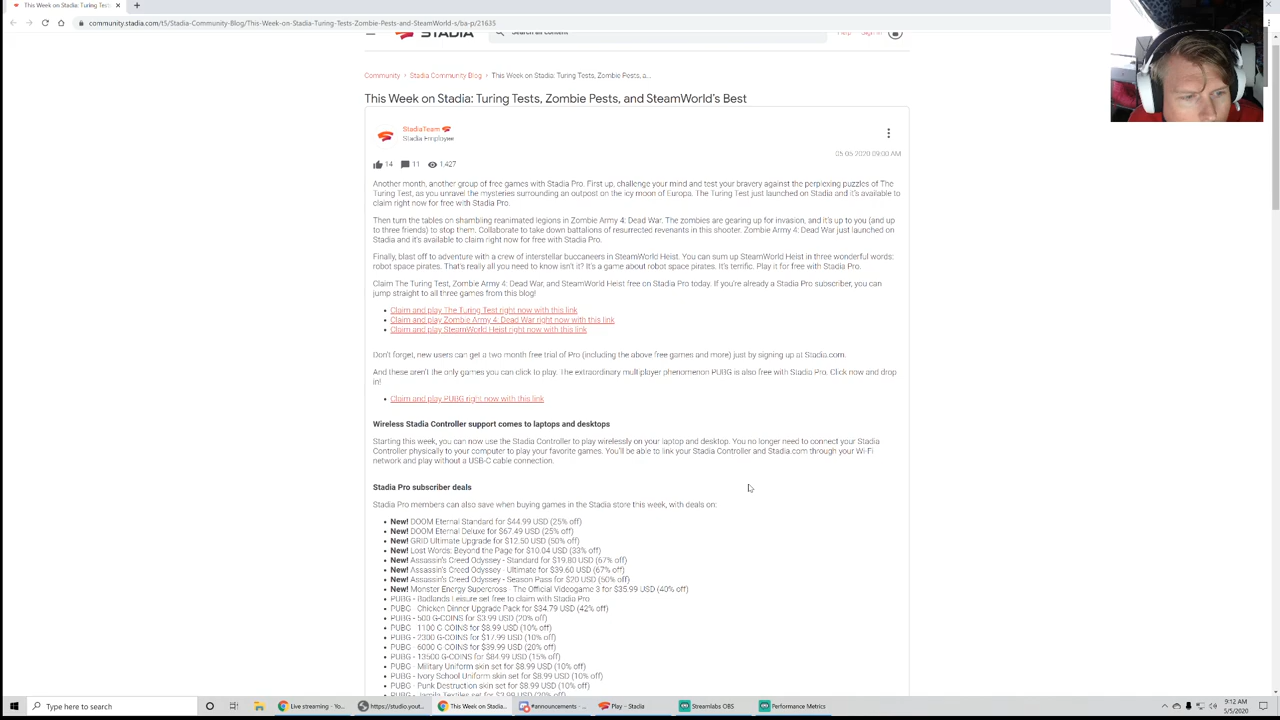 This Week on Stadia: Turing Tes
community.stadia.com/t5/Stadia-Community-Blog/This-Week-on-Stadia-Turing-Tests-Zombie-Pests-and-SteamWorld-s/ba-p/21635
STADIA
Search all content
Help
Sign In
Community › Stadia Community Blog › This Week on Stadia: Turing Tests, Zombie Pests, a...
This Week on Stadia: Turing Tests, Zombie Pests, and SteamWorld's Best
StadiaTeam
Stadia Employee
05-05-2020 09:00 AM
14 11 1,427
Another month, another group of free games with Stadia Pro. First up, challenge your mind and test your bravery against the perplexing puzzles of The
Turing Test, as you unravel the mysteries surrounding an outpost on the icy moon of Europa. The Turing Test just launched on Stadia and it's available to
claim right now for free with Stadia Pro.
Then turn the tables on shambling reanimated legions in Zombie Army 4: Dead War. The zombies are gearing up for invasion, and it's up to you (and up
to three friends) to stop them. Collaborate to take down battalions of resurrected revenants in this shooter. Zombie Army 4: Dead War just launched on
Stadia and it's available to claim right now for free with Stadia Pro.
Finally, blast off to adventure with a crew of interstellar buccaneers in SteamWorld Heist. You can sum up SteamWorld Heist in three wonderful words:
robot space pirates. That's really all you need to know isn't it? It's a game about robot space pirates. It's terrific. Play it for free with Stadia Pro.
Claim The Turing Test, Zombie Army 4: Dead War, and SteamWorld Heist free on Stadia Pro today. If you're already a Stadia Pro subscriber, you can
jump straight to all three games from this blog!
• Claim and play The Turing Test right now with this link
• Claim and play Zombie Army 4: Dead War right now with this link
• Claim and play SteamWorld Heist right now with this link
Don't forget, new users can get a two month free trial of Pro (including the above free games and more) just by signing up at Stadia.com.
And these aren't the only games you can click to play. The extraordinary multiplayer phenomenon PUBG is also free with Stadia Pro. Click now and drop
in!
• Claim and play PUBG right now with this link
Wireless Stadia Controller support comes to laptops and desktops
Starting this week, you can now use the Stadia Controller to play wirelessly on your laptop and desktop. You no longer need to connect your Stadia
Controller physically to your computer to play your favorite games. You'll be able to link your Stadia Controller and Stadia.com through your Wi-Fi
network and play without a USB-C cable connection.
Stadia Pro subscriber deals
Stadia Pro members can also save when buying games in the Stadia store this week, with deals on:
• New! DOOM Eternal Standard for $44.99 USD (25% off)
• New! DOOM Eternal Deluxe for $67.49 USD (25% off)
• New! GRID Ultimate Upgrade for $12.50 USD (50% off)
• New! Lost Words: Beyond the Page for $10.04 USD (33% off)
• New! Assassin's Creed Odyssey - Standard for $19.80 USD (67% off)
• New! Assassin's Creed Odyssey - Ultimate for $39.60 USD (67% off)
• New! Assassin's Creed Odyssey - Season Pass for $20 USD (50% off)
• New! Monster Energy Supercross - The Official Videogame 3 for $35.99 USD (40% off)
• PUBG - Badlands Leisure set free to claim with Stadia Pro
• PUBG - Chicken Dinner Upgrade Pack for $34.79 USD (42% off)
• PUBG - 500 G-COINS for $3.99 USD (20% off)
• PUBG - 1100 G-COINS for $8.99 USD (10% off)
• PUBG - 2300 G-COINS for $17.99 USD (10% off)
• PUBG - 6000 G-COINS for $39.99 USD (20% off)
• PUBG - 13500 G-COINS for $84.99 USD (15% off)
• PUBG - Military Uniform skin set for $8.99 USD (10% off)
• PUBG - Ivory School Uniform skin set for $8.99 USD (10% off)
• PUBG - Punk Destruction skin set for $8.99 USD (10% off)
• PUBG - Jamila Textiles set for $3.99 USD (20% off)
Type here to search
Live streaming - Yo...
https://studio.yout...
This Week on Stadia...
#announcements - ...
Play – Stadia
Streamlabs OBS
Performance Metrics
9:12 AM
5/5/2020